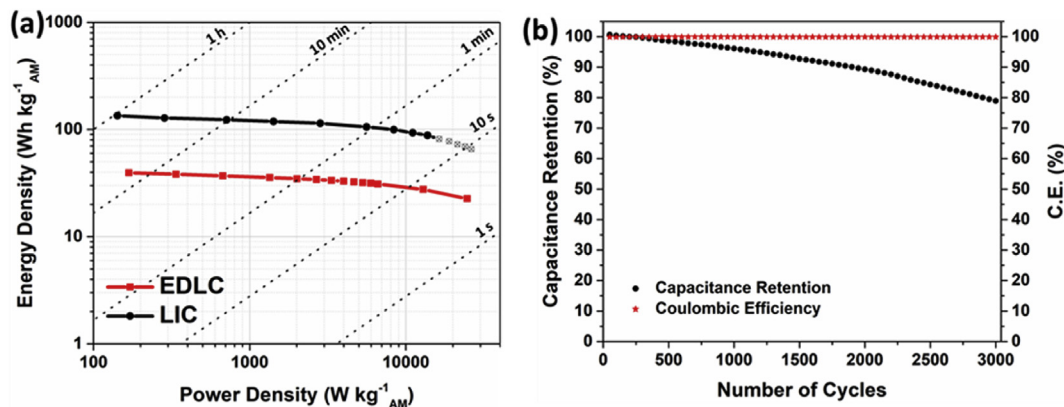 (a)
1000
100
10
1
Energy Density (Wh kg⁻¹AM)
1 h
10 min
1 min
10 s
1 s
EDLC
LIC
100
1000
10000
Power Density (W kg⁻¹AM)
(b)
100
90
80
70
60
50
40
30
20
10
0
Capacitance Retention (%)
Capacitance Retention
Coulombic Efficiency
100
90
80
70
60
50
40
30
20
10
0
C.E. (%)
0
500
1000
1500
2000
2500
3000
Number of Cycles